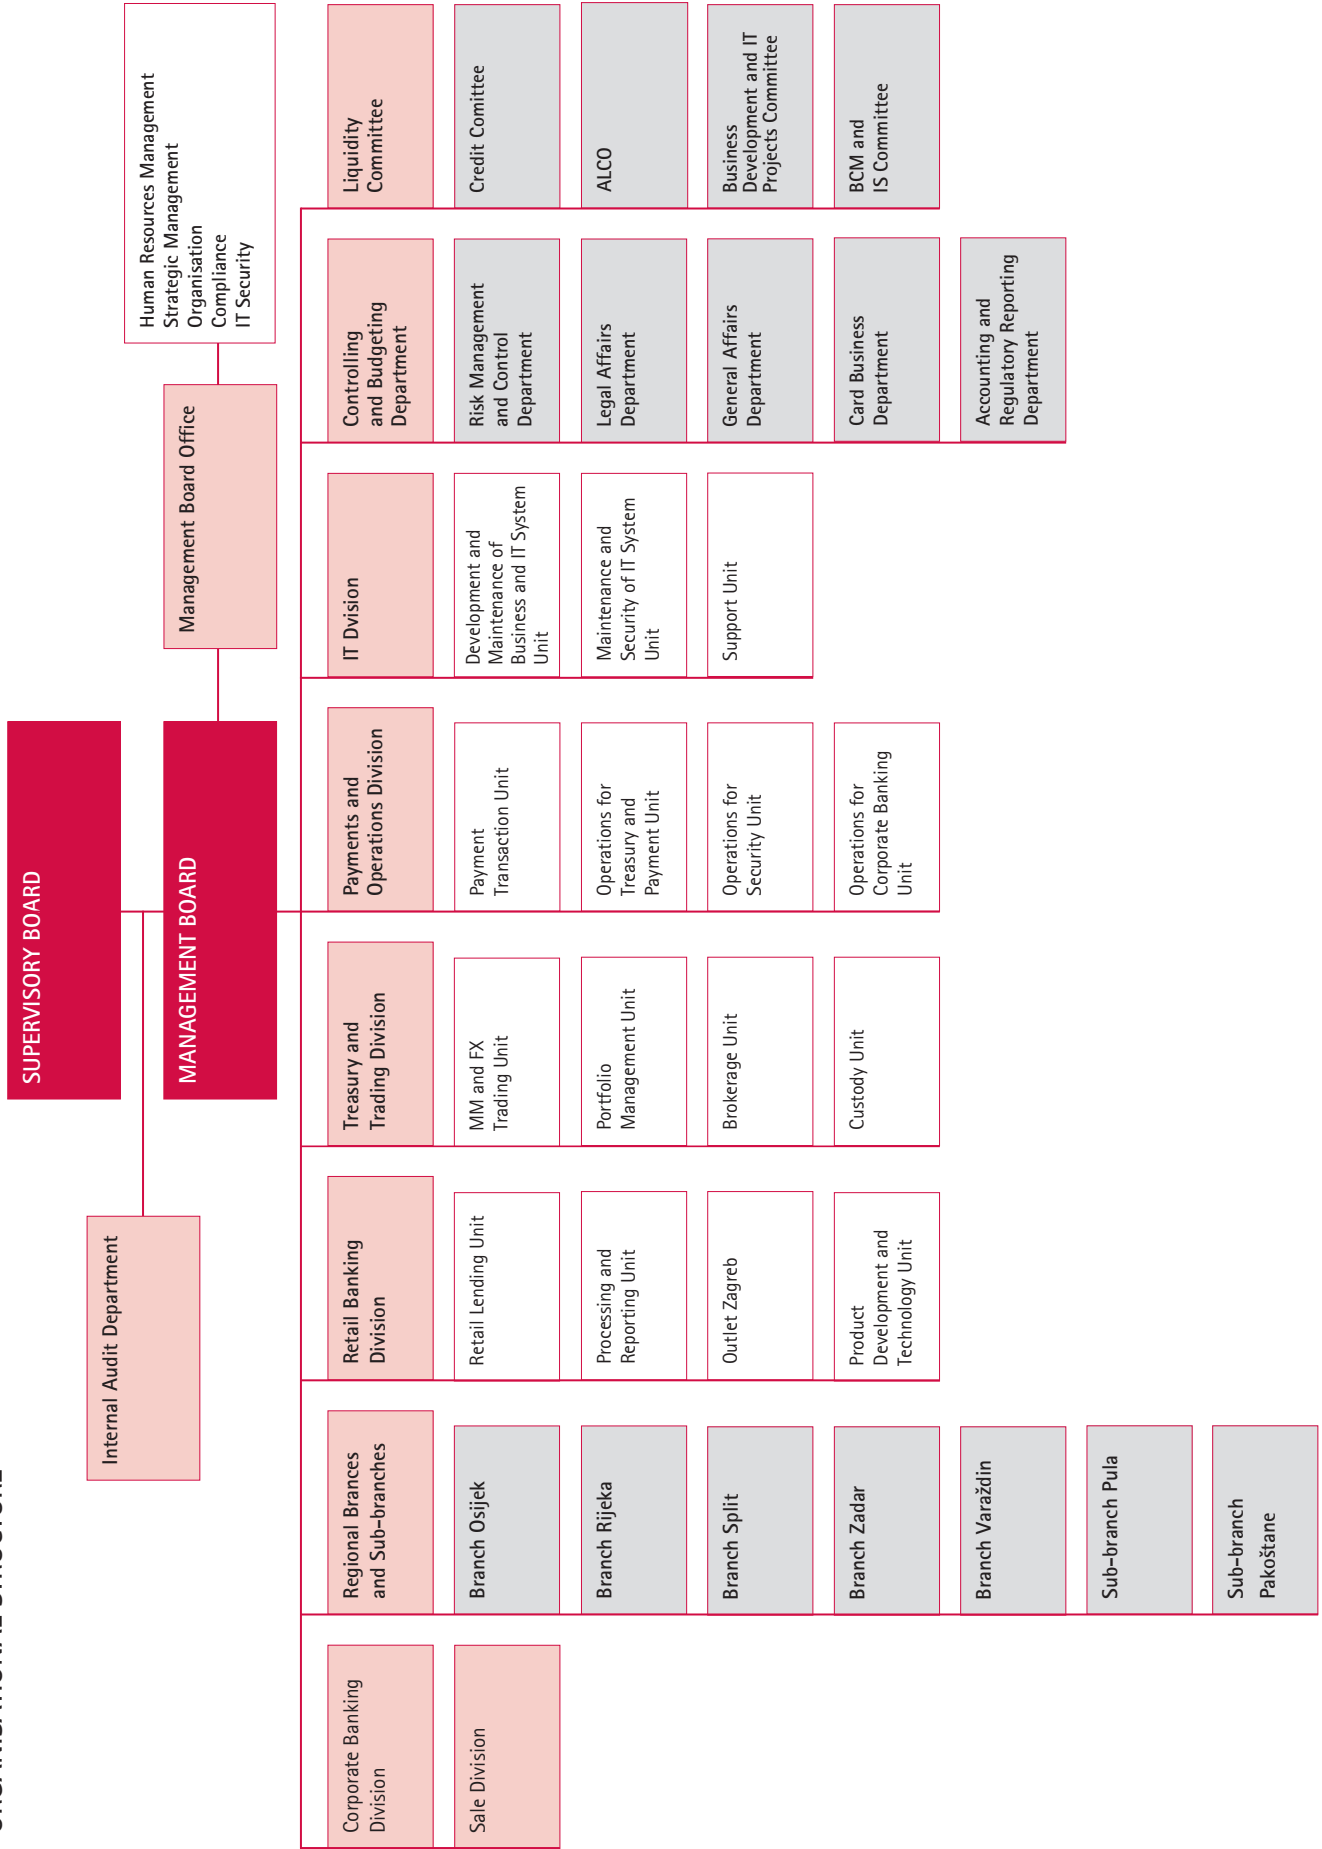 ORGANISATIONAL STRUCTURE
SUPERVISORY BOARD
Internal Audit Department
MANAGEMENT BOARD
Management Board Office
Human Resources Management
Strategic Management
Organisation
Compliance
IT Security
Corporate Banking
Division
Sale Division
Regional Brances
and Sub-branches
Branch Osijek
Branch Rijeka
Branch Split
Branch Zadar
Branch Varaždin
Sub-branch Pula
Sub-branch
Pakoštane
Retail Banking
Division
Retail Lending Unit
Processing and
Reporting Unit
Outlet Zagreb
Product
Development and
Technology Unit
Treasury and
Trading Division
MM and FX
Trading Unit
Portfolio
Management Unit
Brokerage Unit
Custody Unit
Payments and
Operations Division
Payment
Transaction Unit
Operations for
Treasury and
Payment Unit
Operations for
Security Unit
Operations for
Corporate Banking
Unit
IT Dvision
Development and
Maintenance of
Business and IT System
Unit
Maintenance and
Security of IT System
Unit
Support Unit
Controlling
and Budgeting
Department
Risk Management
and Control
Department
Legal Affairs
Department
General Affairs
Department
Card Business
Department
Accounting and
Regulatory Reporting
Department
Liquidity
Committee
Credit Comittee
ALCO
Business
Development and IT
Projects Committee
BCM and
IS Committee